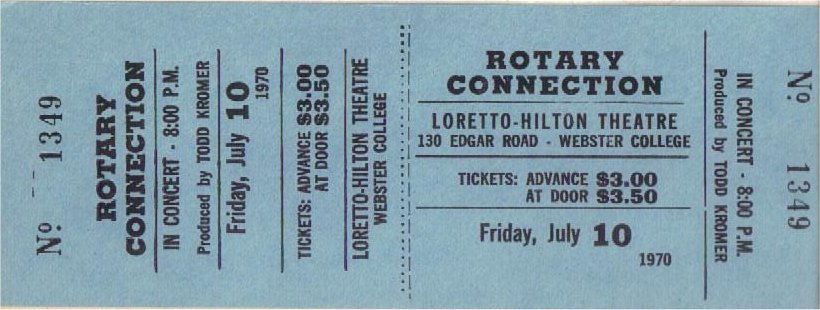 Nº 1349
ROTARY
CONNECTION
IN CONCERT - 8:00 P.M.
Produced by TODD KROMER
Friday, July 10
1970
TICKETS: ADVANCE $3.00
AT DOOR $3.50
LORETTO-HILTON THEATRE
WEBSTER COLLEGE
ROTARY
CONNECTION
LORETTO-HILTON THEATRE
130 EDGAR ROAD - WEBSTER COLLEGE
TICKETS: ADVANCE $3.00
AT DOOR $3.50
Friday, July 10
1970
IN CONCERT - 8:00 P.M.
Produced by TODD KROMER
Nº 1349